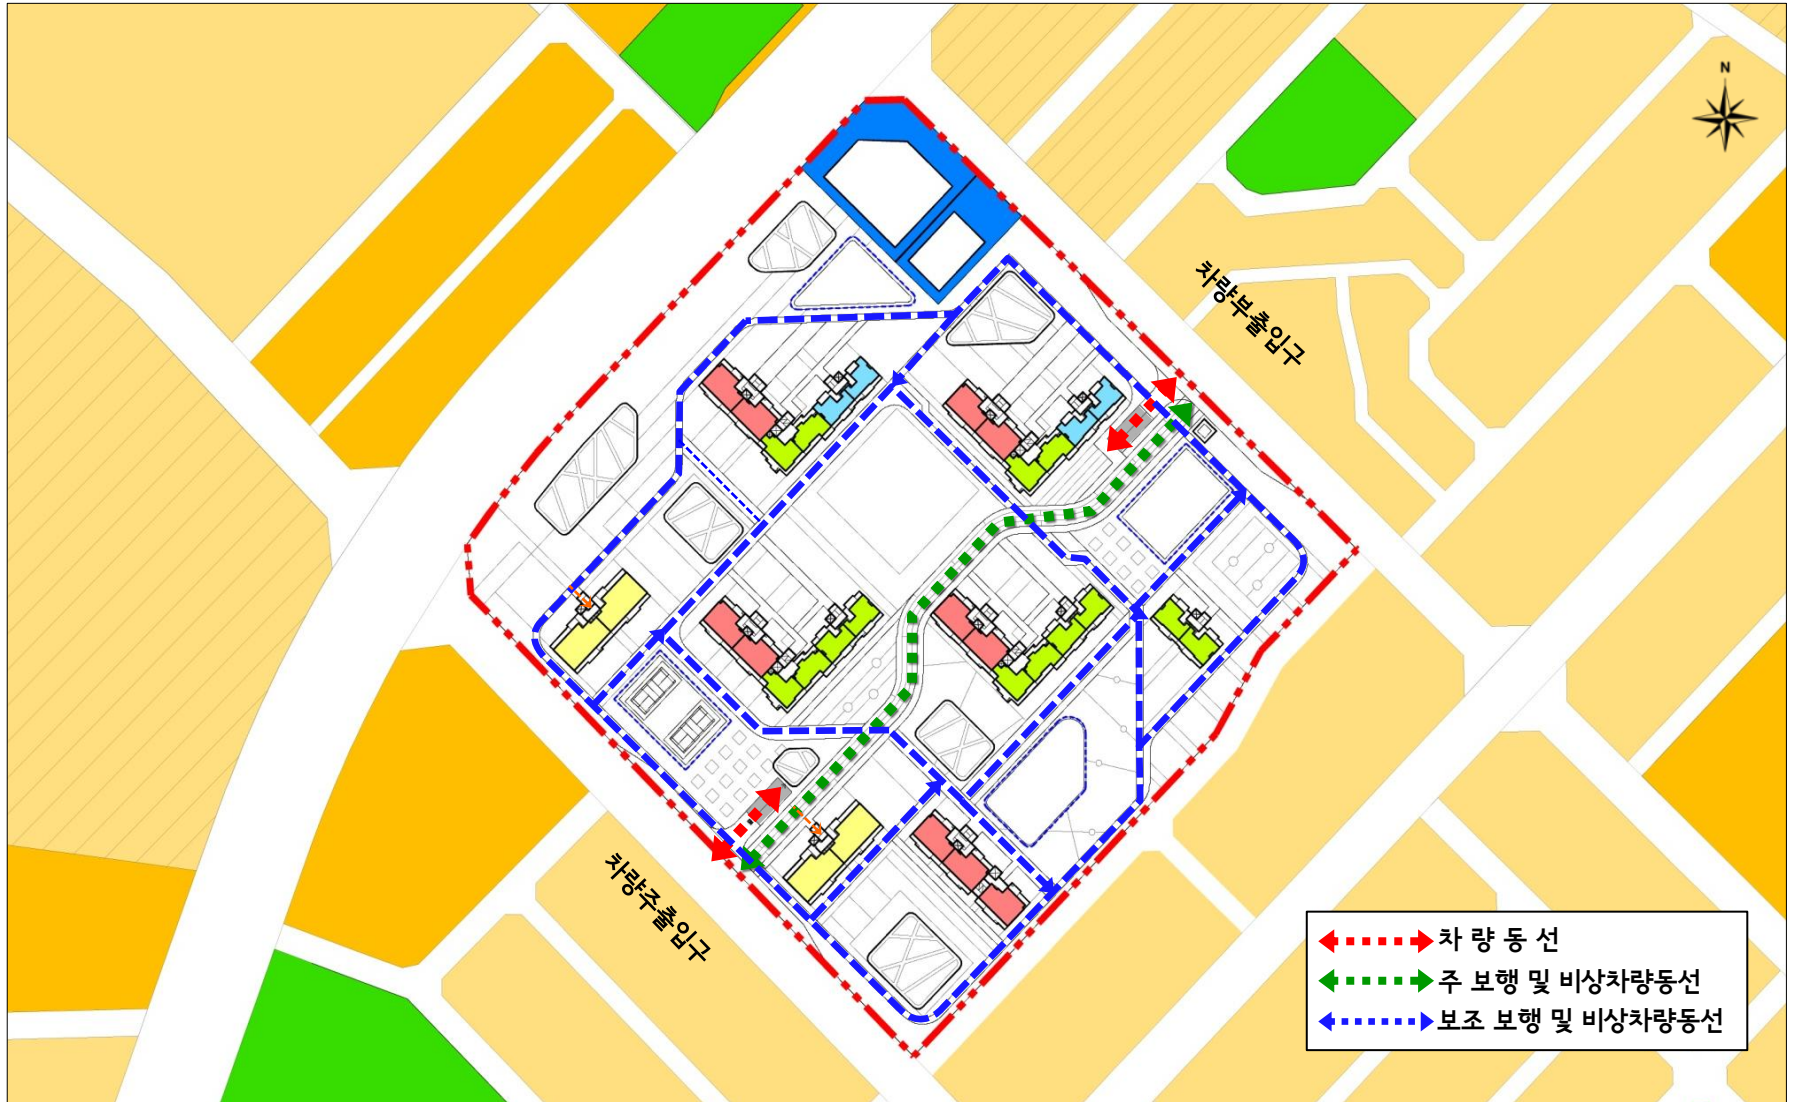 N
차량부출입구
차량주출입구
차 량 동 선
주 보행 및 비상차량동선
보조 보행 및 비상차량동선